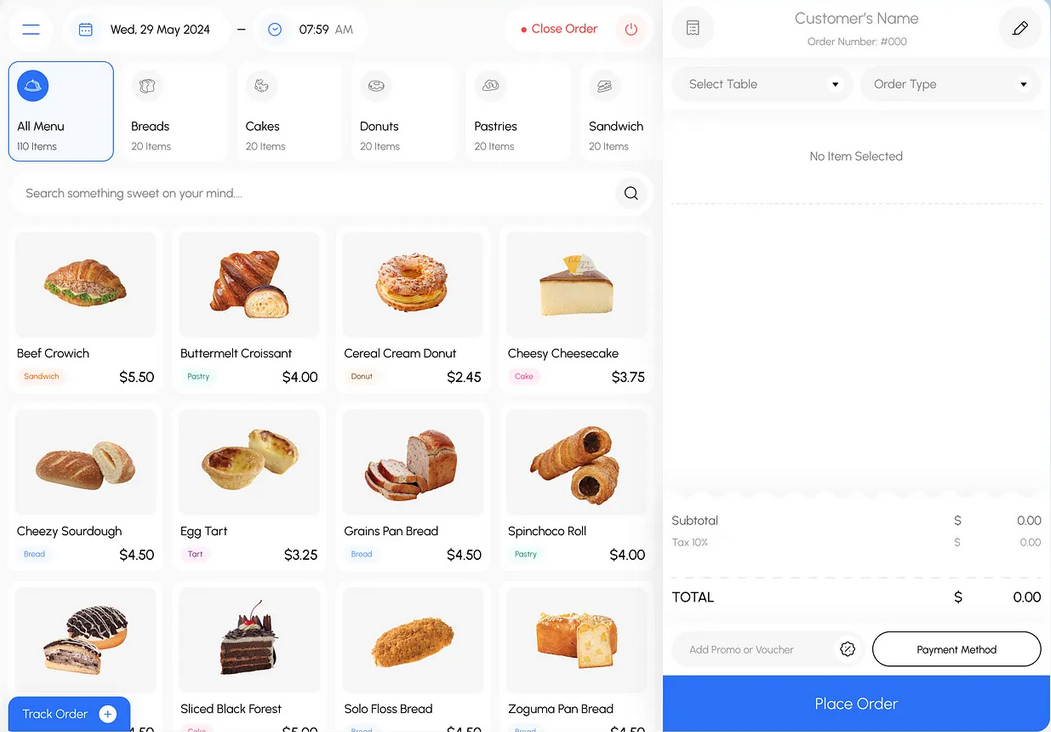 Wed, 29 May 2024 – 07:59 AM
Close Order
All Menu
110 Items
Breads
20 Items
Cakes
20 Items
Donuts
20 Items
Pastries
20 Items
Sandwich
20 Items
Search something sweet on your mind....
Beef Crowich
Sandwich $5.50
Buttermelt Croissant
Pastry $4.00
Cereal Cream Donut
Donut $2.45
Cheesy Cheesecake
Cake $3.75
Cheezy Sourdough
Bread $4.50
Egg Tart
Tart $3.25
Grains Pan Bread
Bread $4.50
Spinchoco Roll
Pastry $4.00
Sliced Black Forest
Cake $5.00
Solo Floss Bread
Bread $4.50
Zoguma Pan Bread
Bread $4.50
Track Order
Customer's Name
Order Number: #000
Select Table
Order Type
No Item Selected
Subtotal $ 0.00
Tax 10% $ 0.00
TOTAL $ 0.00
Add Promo or Voucher
Payment Method
Place Order